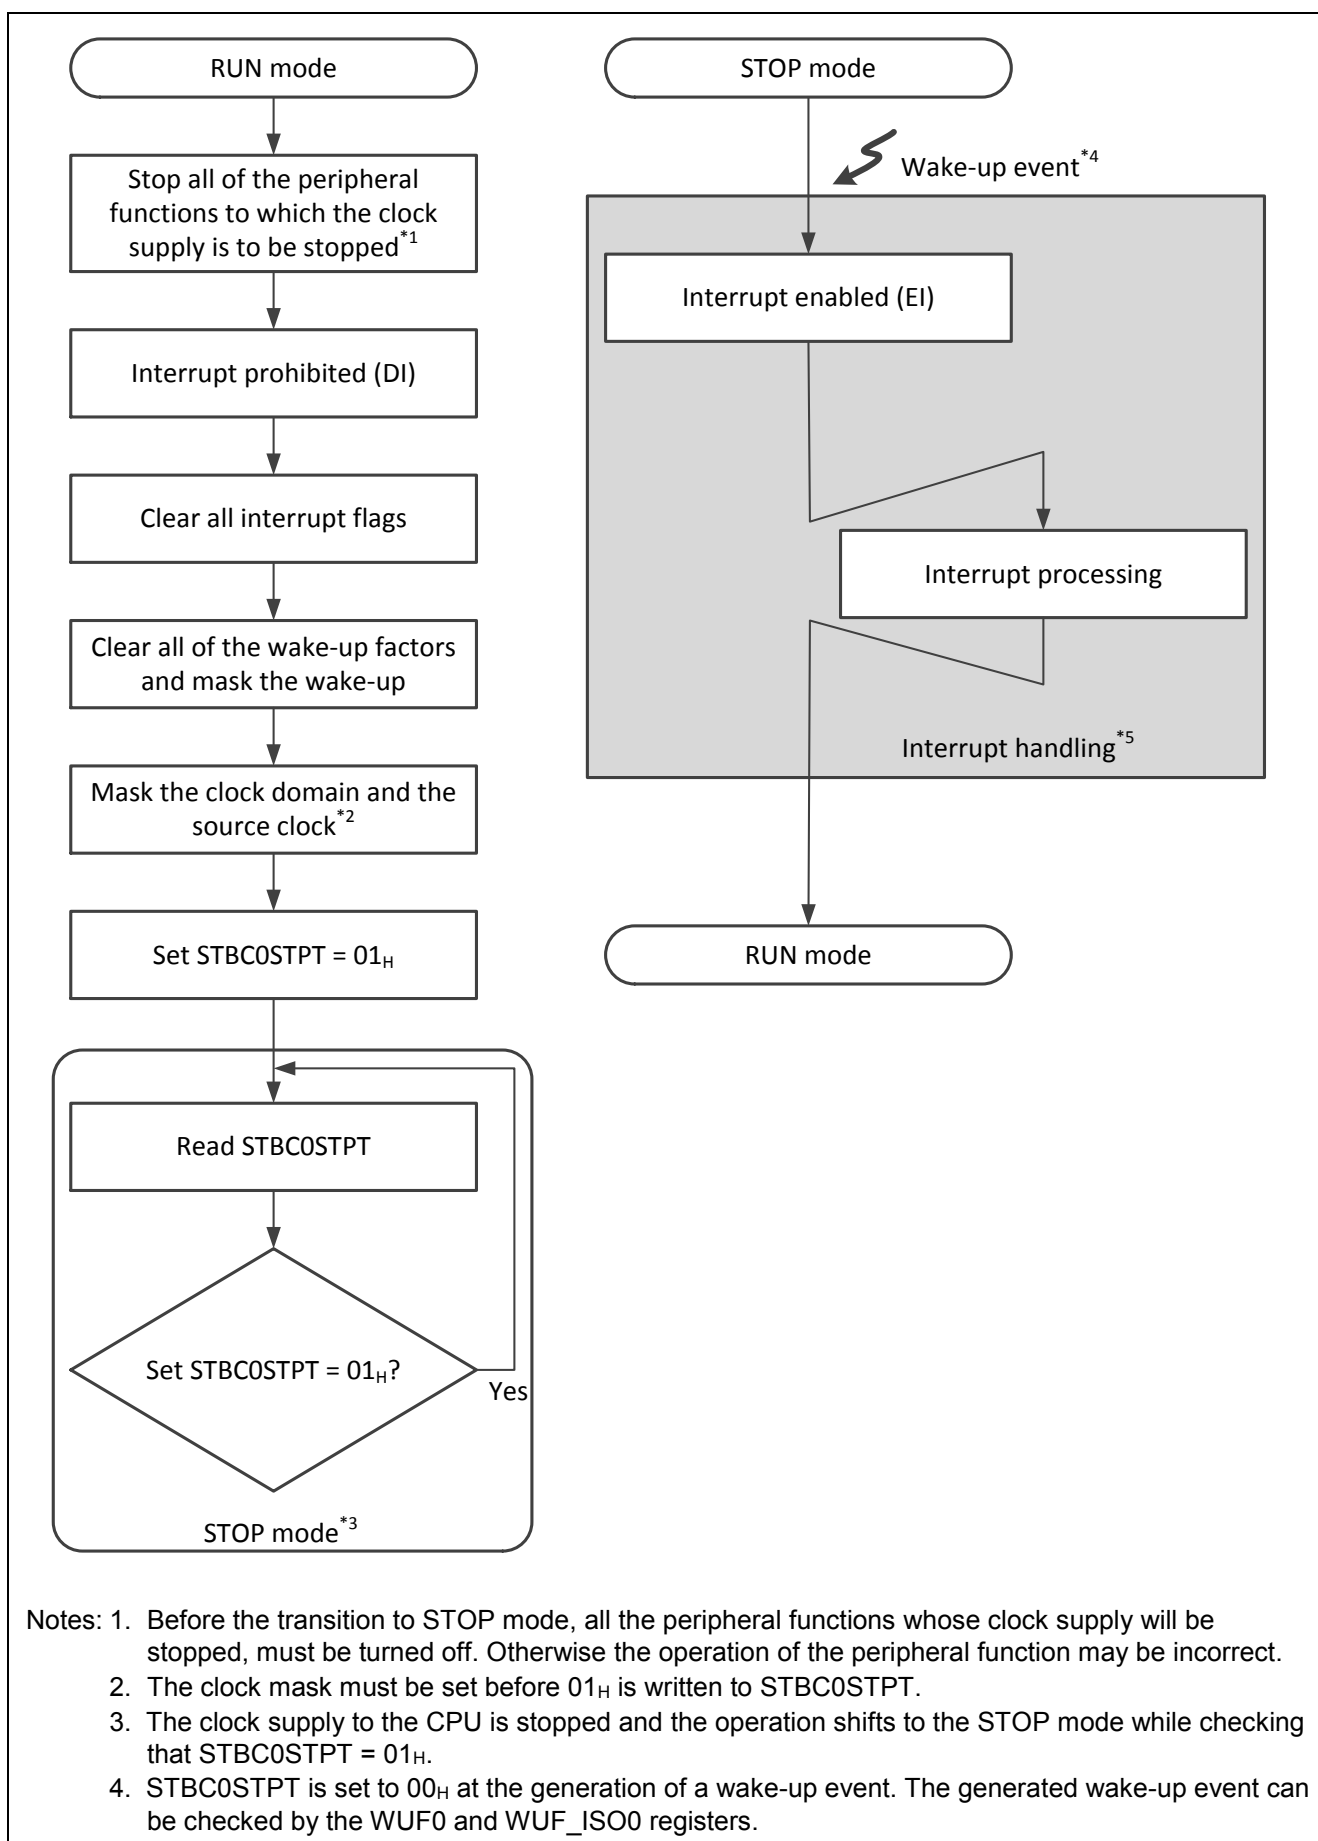 RUN mode
Stop all of the peripheral
functions to which the clock
supply is to be stopped*1
Interrupt prohibited (DI)
Clear all interrupt flags
Clear all of the wake-up factors
and mask the wake-up
Mask the clock domain and the
source clock*2
Set STBC0STPT = 01H
Read STBC0STPT
Set STBC0STPT = 01H?
Yes
STOP mode*3
STOP mode
Wake-up event*4
Interrupt enabled (EI)
Interrupt processing
Interrupt handling*5
RUN mode
Notes: 1. Before the transition to STOP mode, all the peripheral functions whose clock supply will be
stopped, must be turned off. Otherwise the operation of the peripheral function may be incorrect.
2. The clock mask must be set before 01H is written to STBC0STPT.
3. The clock supply to the CPU is stopped and the operation shifts to the STOP mode while checking
that STBC0STPT = 01H.
4. STBC0STPT is set to 00H at the generation of a wake-up event. The generated wake-up event can
be checked by the WUF0 and WUF_ISO0 registers.